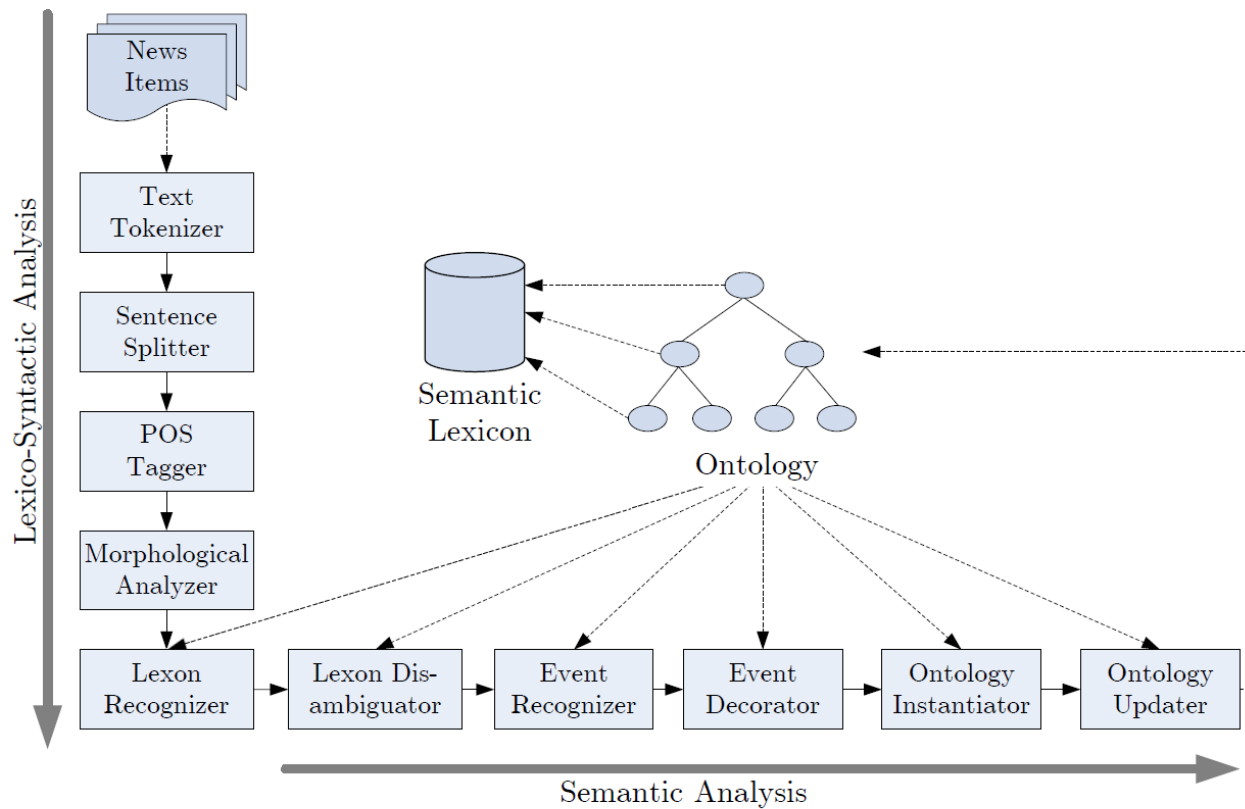 News
Items
Lexico-Syntactic Analysis
Text
Tokenizer
Sentence
Splitter
Semantic
Lexicon
Ontology
POS
Tagger
Morphological
Analyzer
Lexon
Recognizer
Lexon Dis-
ambiguator
Event
Recognizer
Event
Decorator
Ontology
Instantiator
Ontology
Updater
Semantic Analysis